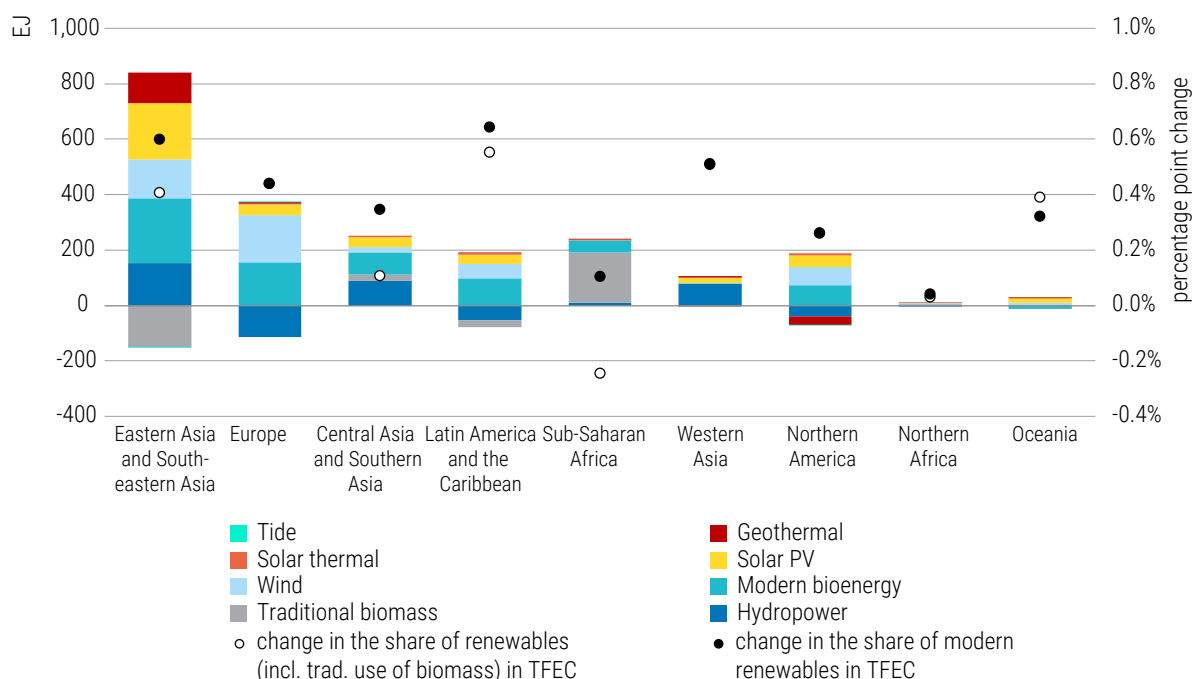 EJ
1,000
800
600
400
200
0
-200
-400
1.0%
0.8%
0.6%
0.4%
0.2%
0.0%
-0.2%
-0.4%
percentage point change
Eastern Asia
and South-
eastern Asia
Europe
Central Asia
and Southern
Asia
Latin America
and the
Caribbean
Sub-Saharan
Africa
Western
Asia
Northern
America
Northern
Africa
Oceania
Tide
Solar thermal
Wind
Traditional biomass
change in the share of renewables
(incl. trad. use of biomass) in TFEC
Geothermal
Solar PV
Modern bioenergy
Hydropower
change in the share of modern
renewables in TFEC